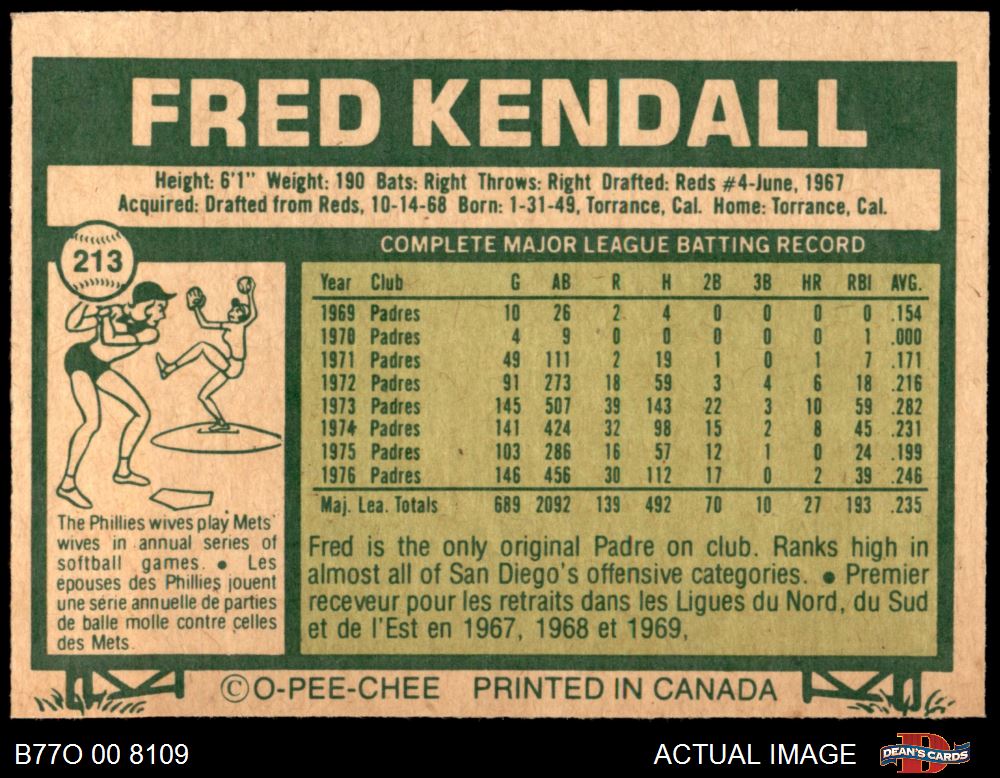 FRED KENDALL
Height: 6'1" Weight: 190 Bats: Right Throws: Right Drafted: Reds #4-June, 1967
Acquired: Drafted from Reds, 10-14-68 Born: 1-31-49, Torrance, Cal. Home: Torrance, Cal.
213
COMPLETE MAJOR LEAGUE BATTING RECORD
Year Club G AB R H 2B 3B HR RBI AVG.
1969 Padres 10 26 2 4 0 0 0 0 .154
1970 Padres 4 9 0 0 0 0 0 1 .000
1971 Padres 49 111 2 19 1 0 1 7 .171
1972 Padres 91 273 18 59 3 4 6 18 .216
1973 Padres 145 507 39 143 22 3 10 59 .282
1974 Padres 141 424 32 98 15 2 8 45 .231
1975 Padres 103 286 16 57 12 1 0 24 .199
1976 Padres 146 456 30 112 17 0 2 39 .246
Maj. Lea. Totals 689 2092 139 492 70 10 27 193 .235
The Phillies wives play Mets'
wives in annual series of
softball games. ● Les
epouses des Phillies jouent
une série annuelle de parties
de balle molle contre celles
des Mets.
Fred is the only original Padre on club. Ranks high in
almost all of San Diego's offensive categories. ● Premier
receveur pour les retraits dans les Ligues du Nord, du Sud
et de l'Est en 1967, 1968 et 1969,
© O-PEE-CHEE PRINTED IN CANADA
B77O 00 8109
ACTUAL IMAGE
DEAN'S CARDS